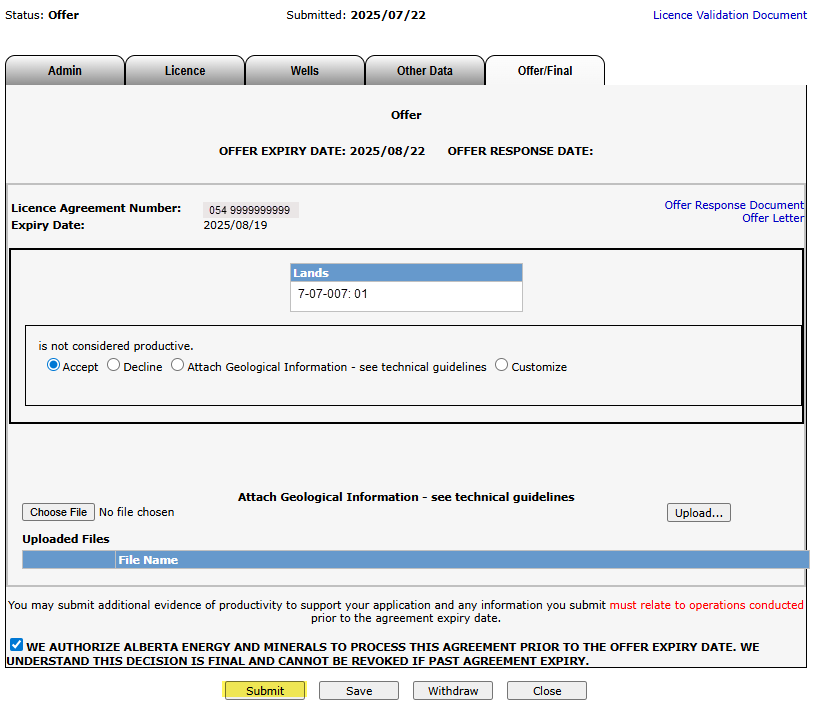 Status: Offer Submitted: 2025/07/22 Licence Validation Document
Admin Licence Wells Other Data Offer/Final
Offer
OFFER EXPIRY DATE: 2025/08/22 OFFER RESPONSE DATE:
Licence Agreement Number: 054 9999999999 Offer Response Document
Offer Letter
Expiry Date: 2025/08/19
Lands
7-07-007: 01
is not considered productive.
Accept Decline Attach Geological Information - see technical guidelines Customize
Attach Geological Information - see technical guidelines
Choose File No file chosen Upload...
Uploaded Files
File Name
You may submit additional evidence of productivity to support your application and any information you submit must relate to operations conducted
prior to the agreement expiry date.
WE AUTHORIZE ALBERTA ENERGY AND MINERALS TO PROCESS THIS AGREEMENT PRIOR TO THE OFFER EXPIRY DATE. WE
UNDERSTAND THIS DECISION IS FINAL AND CANNOT BE REVOKED IF PAST AGREEMENT EXPIRY.
Submit Save Withdraw Close